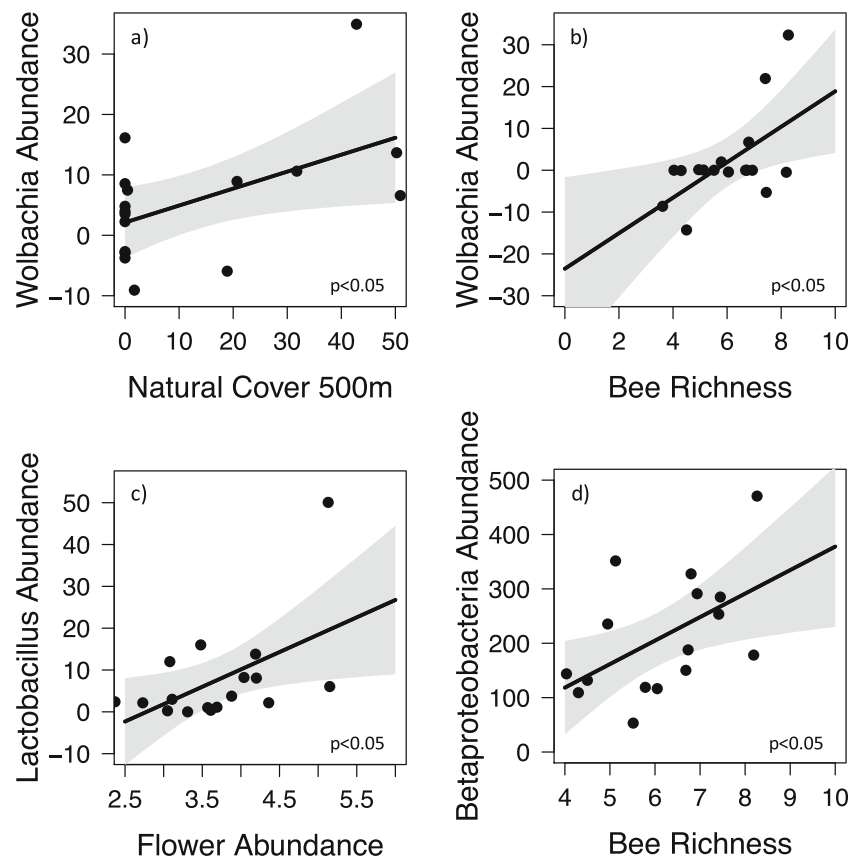 a)
Wolbachia Abundance
30
20
10
0
−10
p<0.05
0 10 20 30 40 50
Natural Cover 500m
b)
Wolbachia Abundance
30
20
10
0
−10
−20
−30
p<0.05
0 2 4 6 8 10
Bee Richness
c)
Lactobacillus Abundance
50
40
30
20
10
0
−10
p<0.05
2.5 3.5 4.5 5.5
Flower Abundance
d)
Betaproteobacteria Abundance
500
400
300
200
100
0
p<0.05
4 5 6 7 8 9 10
Bee Richness